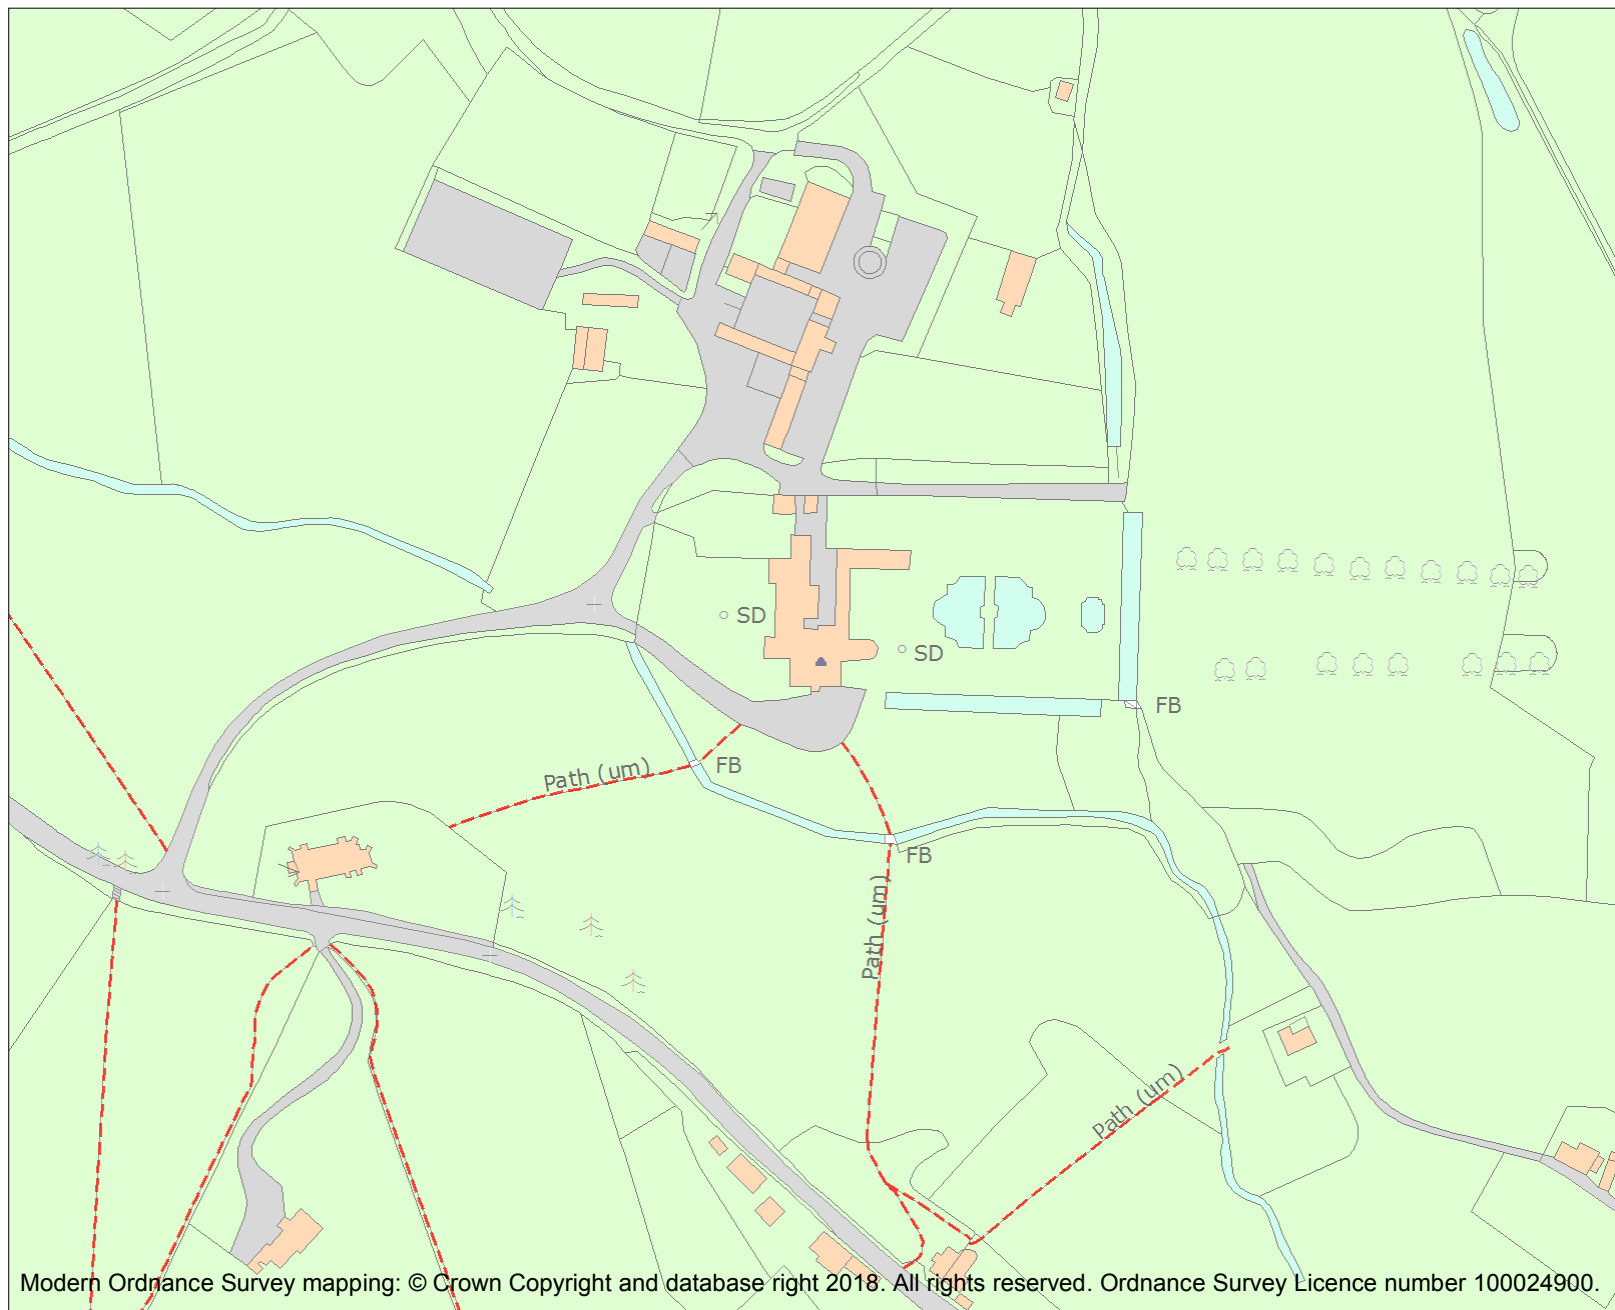 SD
SD
FB
Path (um)
FB
FB
Path (um)
Path (um)
Modern Ordnance Survey mapping: © Crown Copyright and database right 2018. All rights reserved. Ordnance Survey Licence number 100024900.